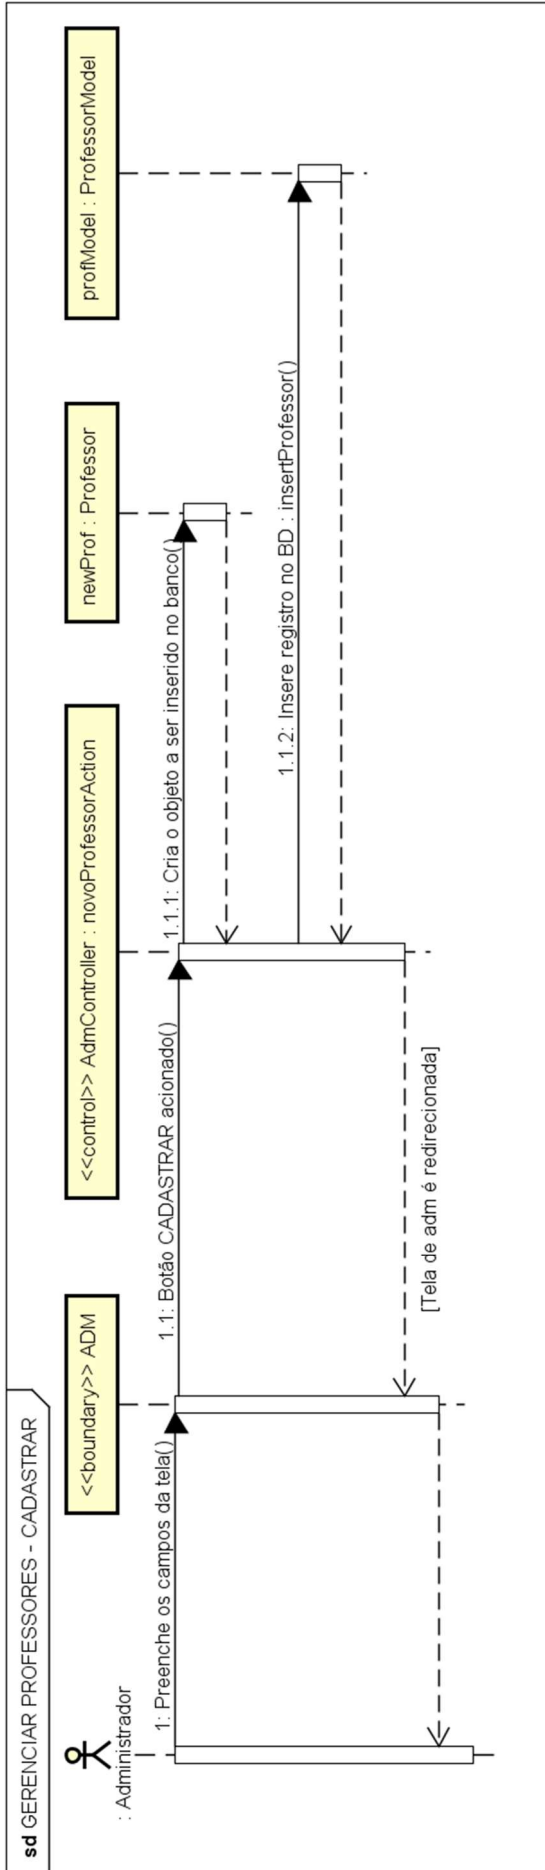 sd GERENCIAR PROFESSORES - CADASTRAR
: Administrador
<<boundary>> ADM
<<control>> AdmController : novoProfessorAction
newProf : Professor
profModel : ProfessorModel
1: Preenche os campos da tela()
1.1: Botão CADASTRAR acionado()
1.1.1: Cria o objeto a ser inserido no banco()
1.1.2: Insere registro no BD : insertProfessor()
[Tela de adm é redirecionada]